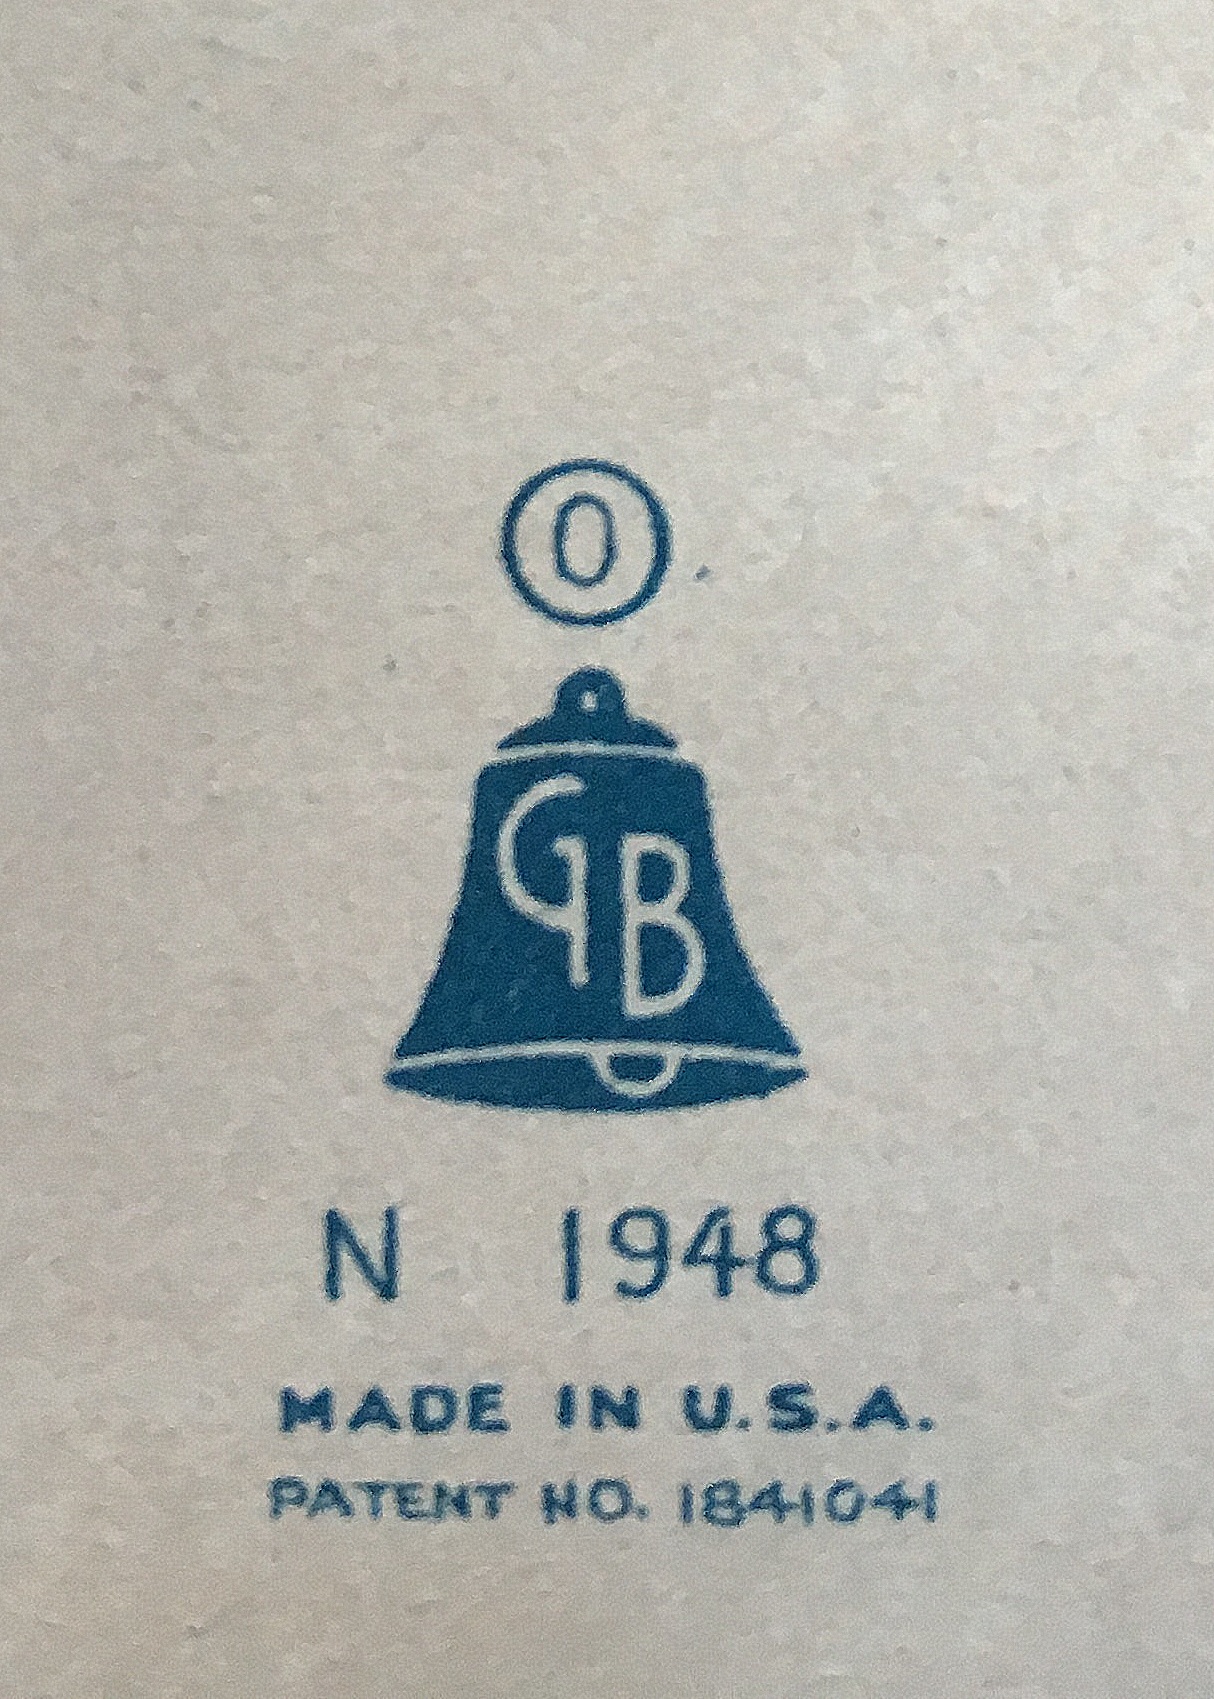 O
GB
N 1948
MADE IN U.S.A.
PATENT NO. 1841041